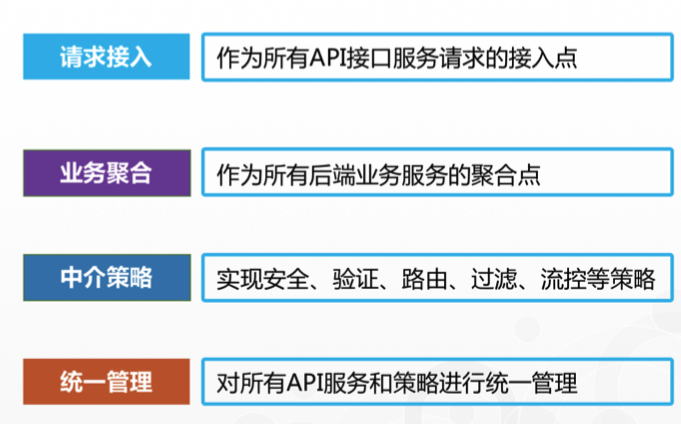 请求接入
作为所有API接口服务请求的接入点
业务聚合
作为所有后端业务服务的聚合点
中介策略
实现安全、验证、路由、过滤、流控等策略
统一管理
对所有API服务和策略进行统一管理